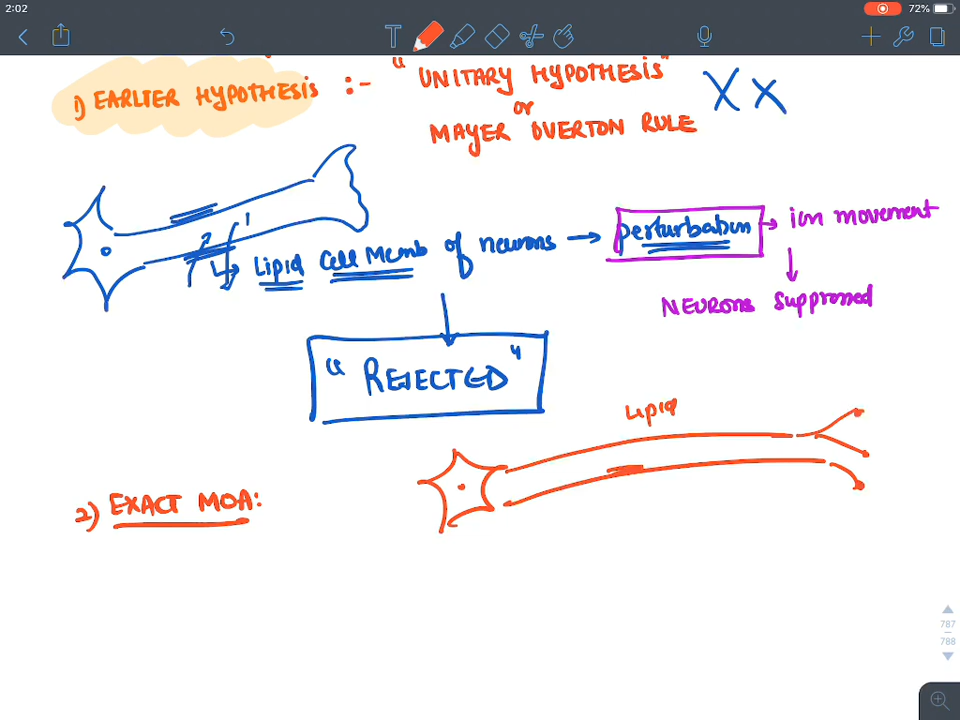 2:02
72%
T
1) EARLIER HYPOTHESIS :- " UNITARY HYPOTHESIS"
or
MAYER OVERTON RULE
XX
Lipid Cell Memb of neurons → perturbation → ion movement
NEURONS suppressed
" REJECTED "
Lipid
2) EXACT MOA:
787
788